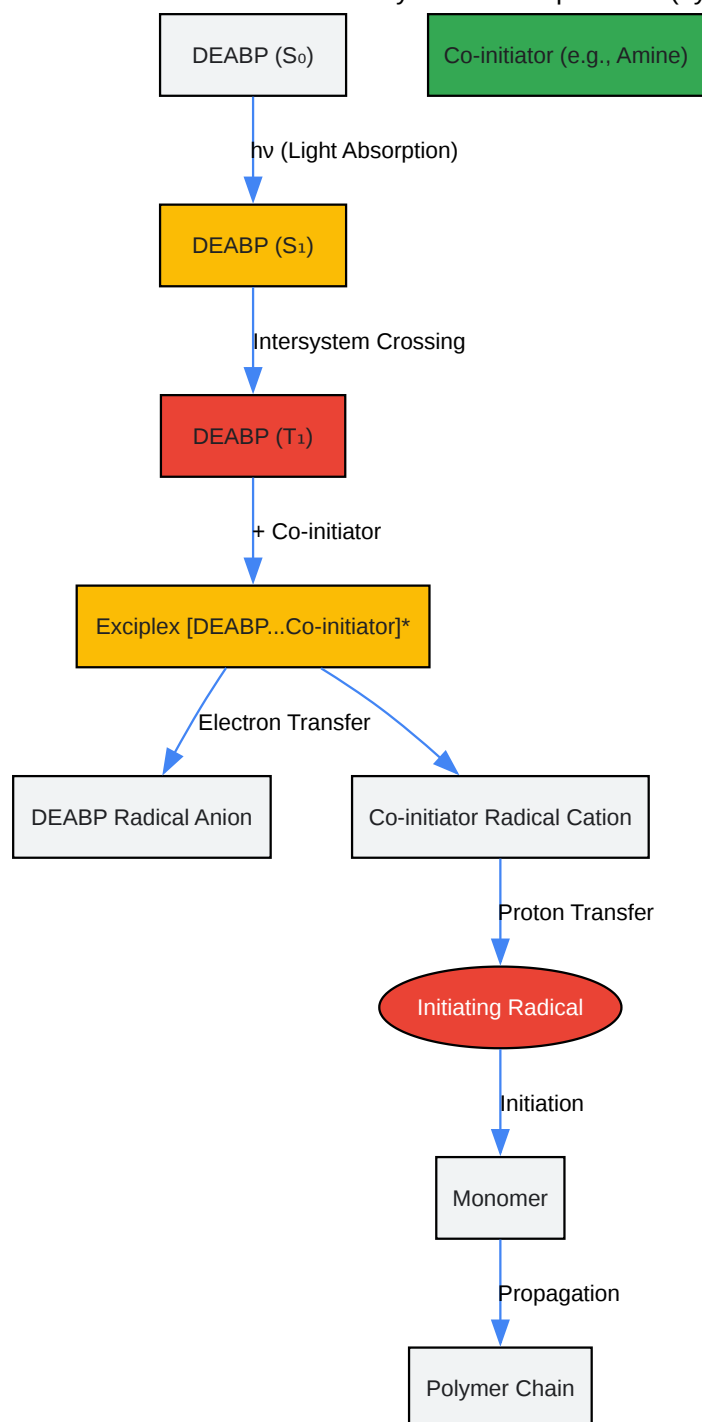 DEABP (S₀)
Co-initiator (e.g., Amine)
hν (Light Absorption)
DEABP (S₁)
Intersystem Crossing
DEABP (T₁)
+ Co-initiator
Exciplex [DEABP...Co-initiator]*
Electron Transfer
DEABP Radical Anion
Co-initiator Radical Cation
Proton Transfer
Initiating Radical
Initiation
Monomer
Propagation
Polymer Chain